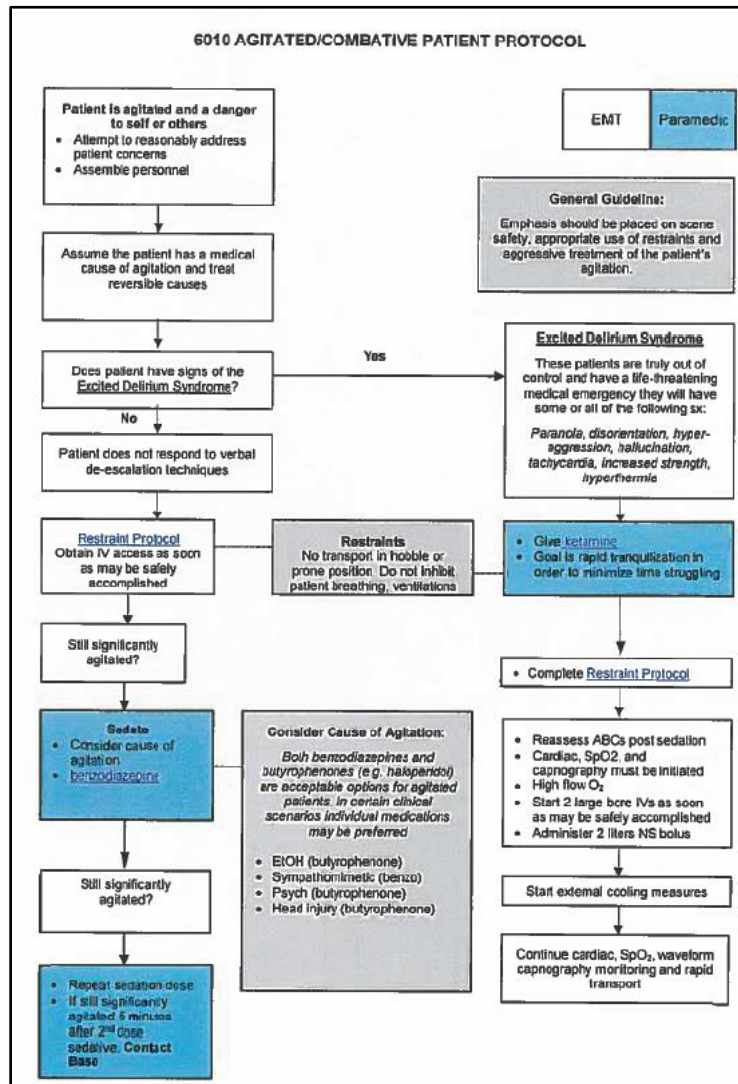 6010 AGITATED/COMBATIVE PATIENT PROTOCOL
Patient is agitated and a danger
to self or others
• Attempt to reasonably address
patient concerns
• Assemble personnel
EMT
Paramedic
General Guideline:
Emphasis should be placed on scene
safety, appropriate use of restraints and
aggressive treatment of the patient's
agitation.
Assume the patient has a medical
cause of agitation and treat
reversible causes
Does patient have signs of the
Excited Delirium Syndrome?
Yes
No
Excited Delirium Syndrome
These patients are truly out of
control and have a life-threatening
medical emergency they will have
some or all of the following sx:
Paranoia, disorientation, hyper-
aggression, hallucination,
tachycardia, increased strength,
hyperthermia
Patient does not respond to verbal
de-escalation techniques
Restraint Protocol
Obtain IV access as soon
as may be safely
accomplished
Restraints
No transport in hobble or
prone position. Do not inhibit
patient breathing, ventilations
• Give ketamine
• Goal is rapid tranquilization in
order to minimize time struggling
Still significantly
agitated?
• Complete Restraint Protocol
Sedate
• Consider cause of
agitation
• benzodiazepine
Consider Cause of Agitation:
Both benzodiazepines and
butyrophenones (e.g. haloperidol)
are acceptable options for
agitated patients. In certain clinical
scenarios individual medications
may be preferred
• EtOH (butyrophenone)
• Sympathomimetic (benzo)
• Psych (butyrophenone)
• Head injury (butyrophenone)
• Reassess ABCs post sedation
• Cardiac, SpO2, and
capnography must be initiated
• High flow O₂
• Start 2 large bore IVs as soon
as may be safely accomplished
• Administer 2 liters NS bolus
Still significantly
agitated?
Start external cooling measures
• Repeat sedation dose
• If still significantly
agitated 5 minutes
after 2nd dose
sedative. Contact
Base
Continue cardiac, SpO₂, waveform
capnography monitoring and rapid
transport